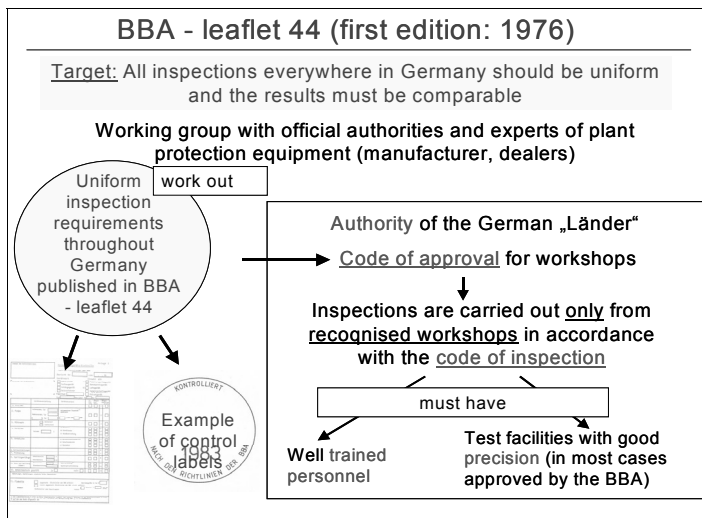 BBA - leaflet 44 (first edition: 1976)
Target: All inspections everywhere in Germany should be uniform
and the results must be comparable
Working group with official authorities and experts of plant
protection equipment (manufacturer, dealers)
work out
Uniform
inspection
requirements
throughout
Germany
published in BBA
- leaflet 44
Authority of the German „Länder“
Code of approval for workshops
Inspections are carried out only from
recognised workshops in accordance
with the code of inspection
must have
Well trained
personnel
Test facilities with good
precision (in most cases
approved by the BBA)
KONTROLLIERT
Example
of control
labels
1983
NACH DEN RICHTLINIEN DER BBA